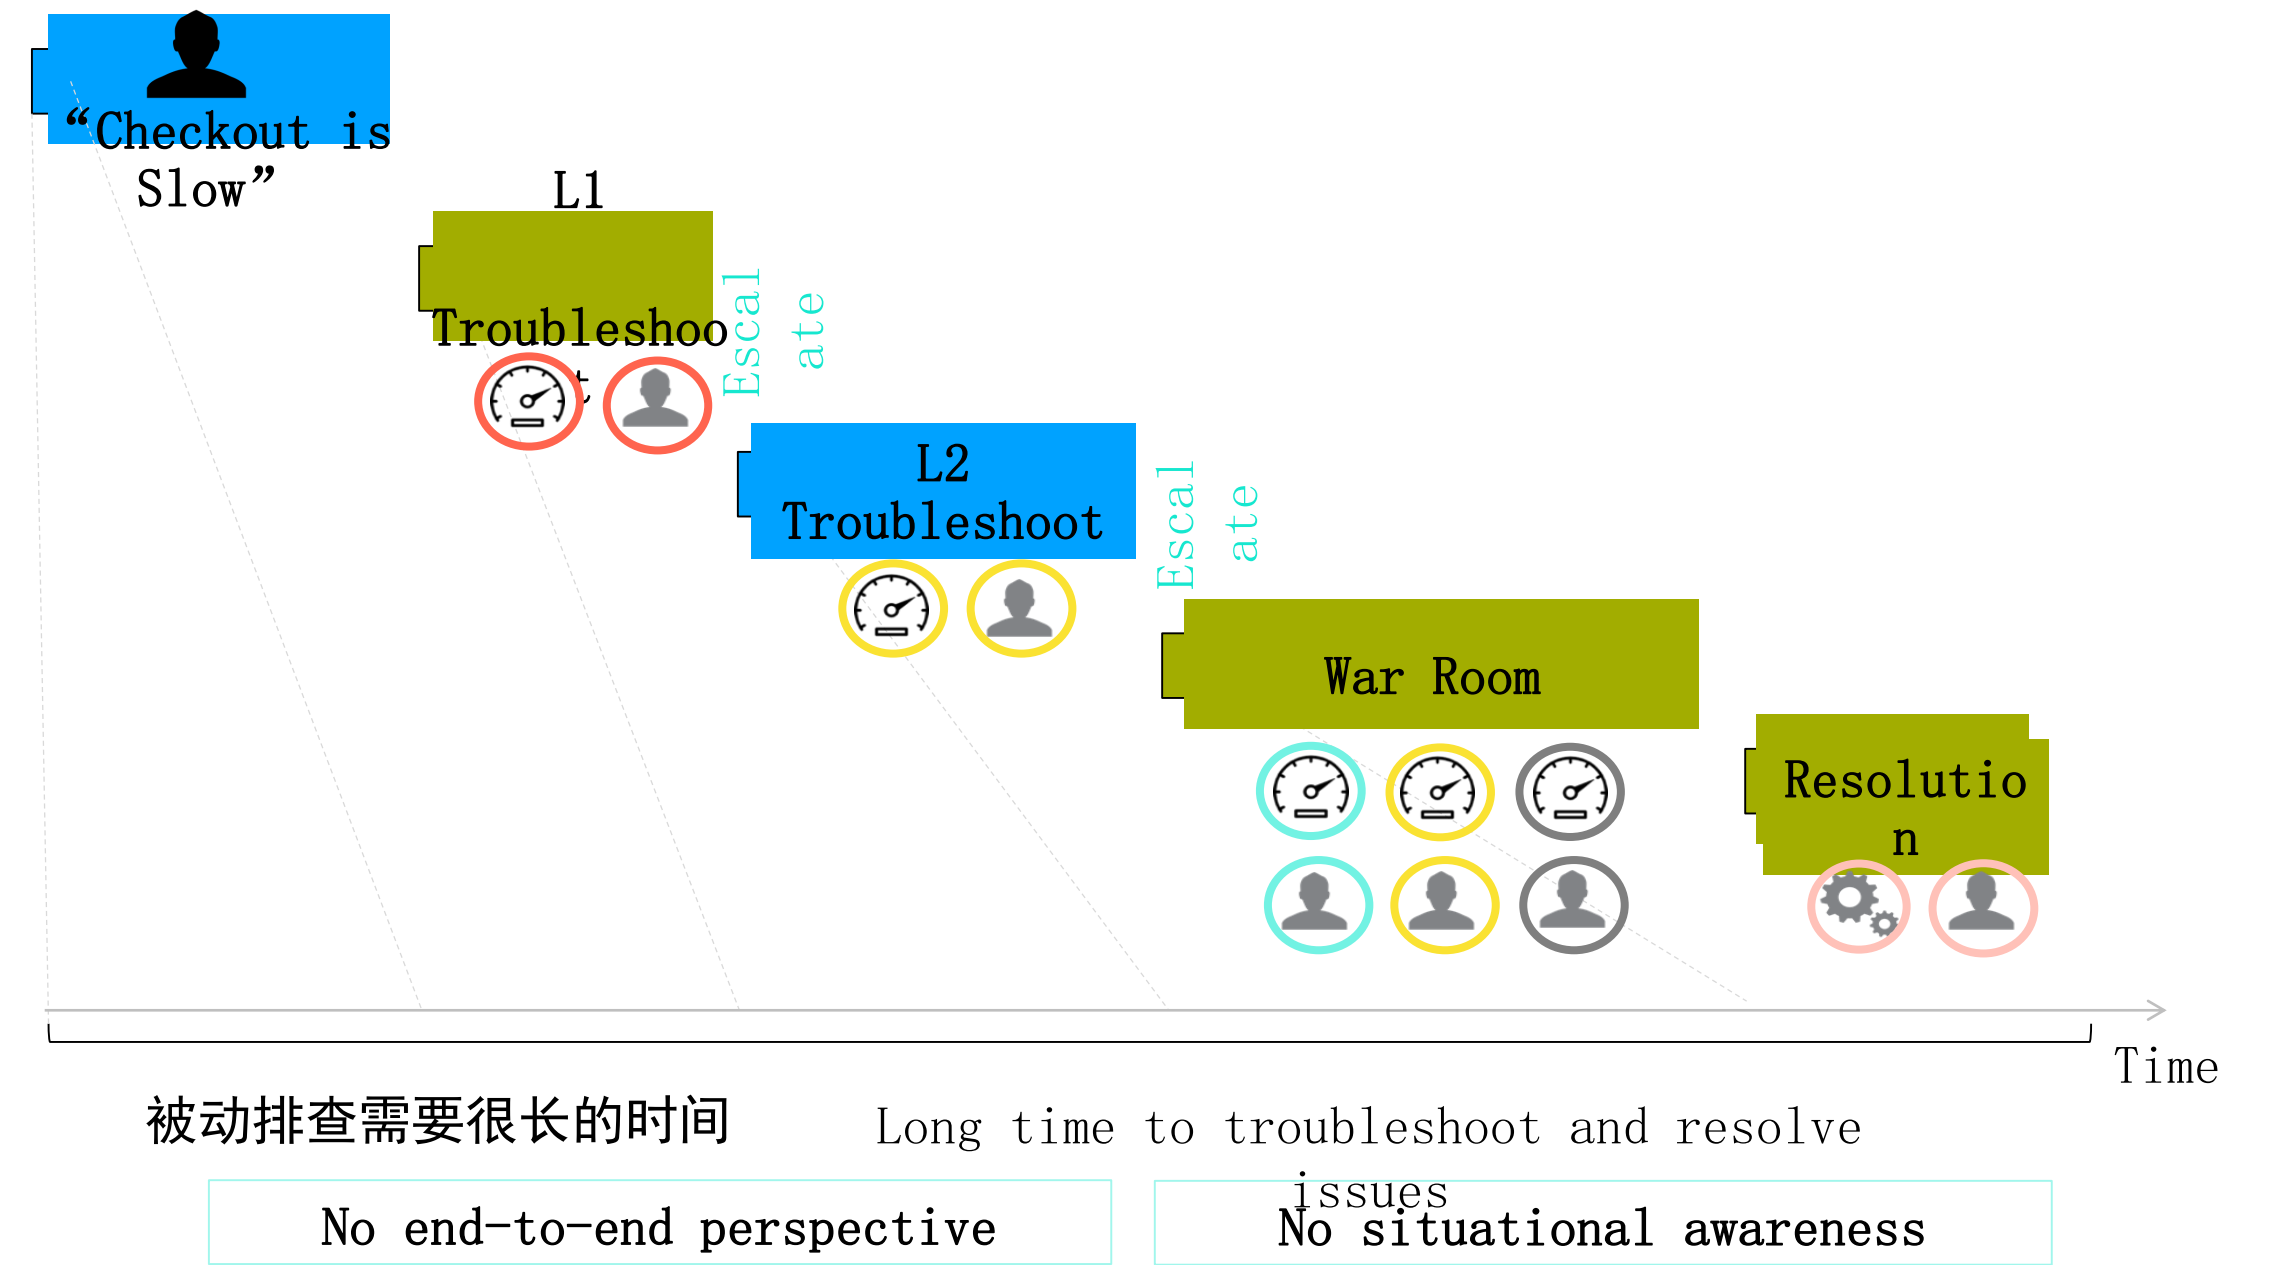 “Checkout is
Slow”
L1
Troubleshoo
t
Escal
ate
L2
Troubleshoot
Escal
ate
War Room
Resolutio
n
Time
被动排查需要很长的时间
Long time to troubleshoot and resolve
issues
No end-to-end perspective
No situational awareness